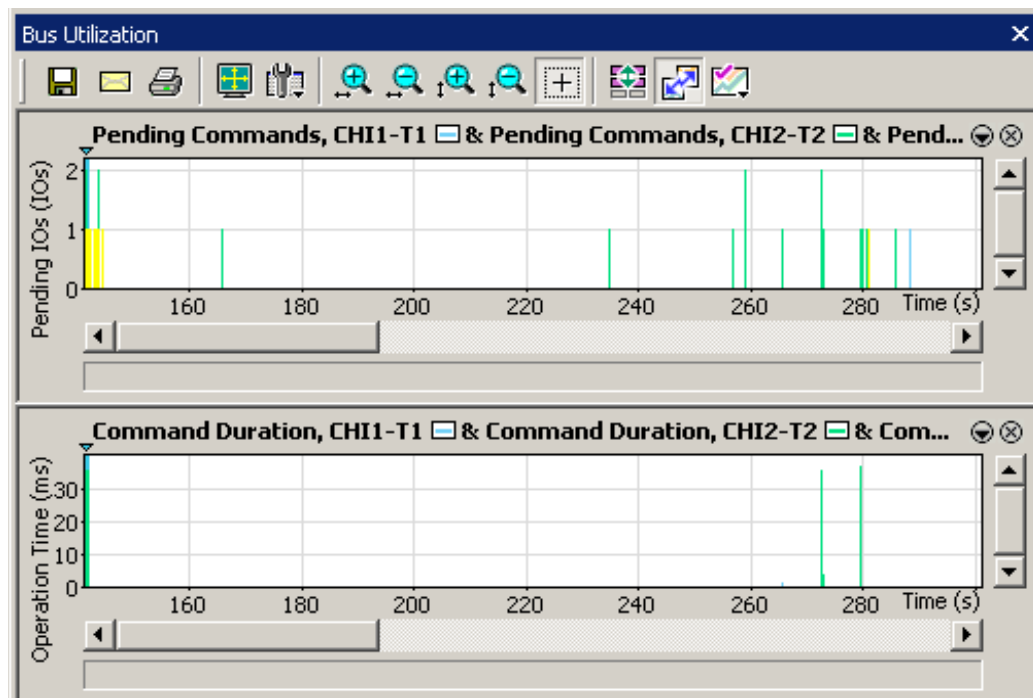 Bus Utilization
Pending Commands, CHI1-T1 & Pending Commands, CHI2-T2 & Pend...
Pending IOs (IOs)
2
1
0
160 180 200 220 240 260 280 Time (s)
Command Duration, CHI1-T1 & Command Duration, CHI2-T2 & Com...
Operation Time (ms)
30
20
10
0
160 180 200 220 240 260 280 Time (s)